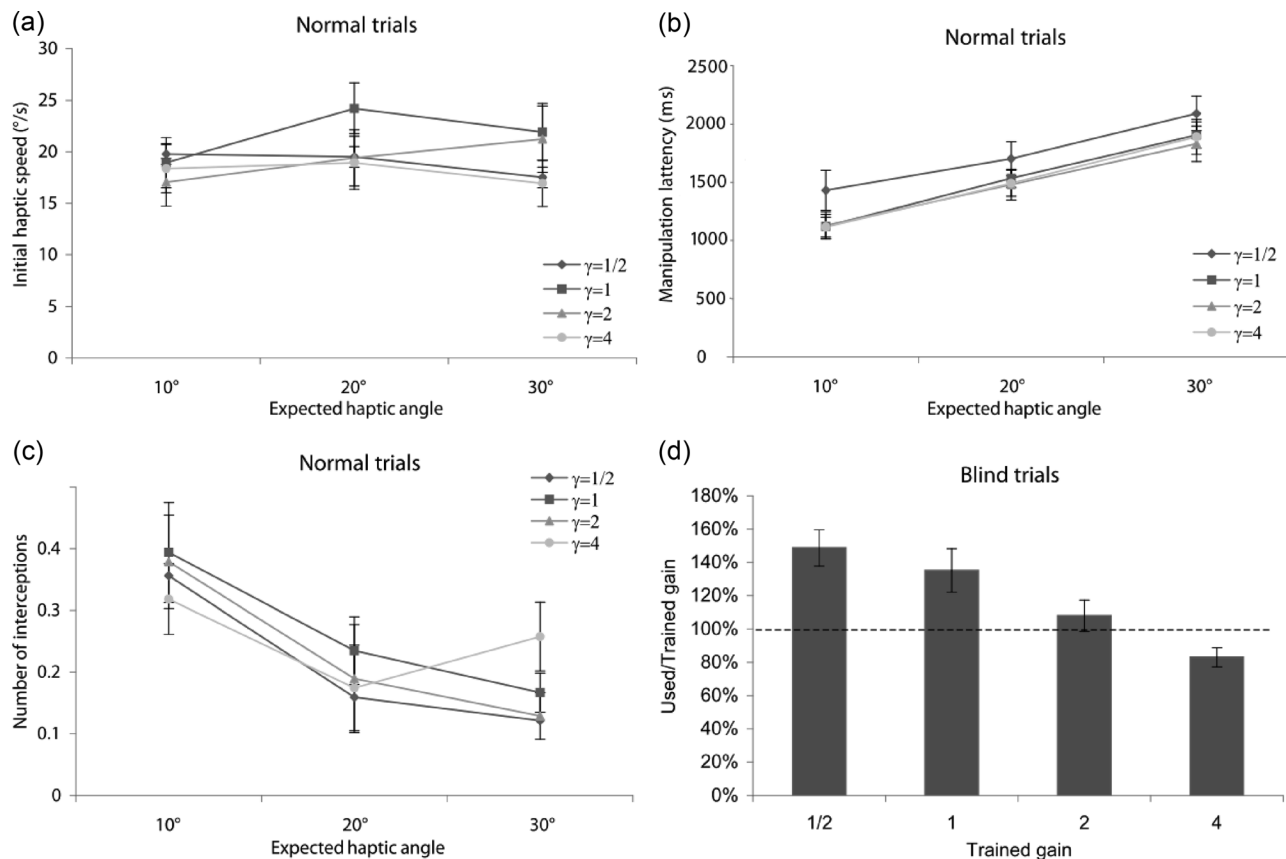 (a)
Normal trials
Initial haptic speed (°/s)
30
25
20
15
10
5
0
10°
20°
30°
Expected haptic angle
γ=1/2
γ=1
γ=2
γ=4
(b)
Normal trials
Manipulation lattency (ms)
2500
2000
1500
1000
500
0
10°
20°
30°
Expected haptic angle
γ=1/2
γ=1
γ=2
γ=4
(c)
Normal trials
Number of interceptions
0.4
0.3
0.2
0.1
0
10°
20°
30°
Expected haptic angle
γ=1/2
γ=1
γ=2
γ=4
(d)
Blind trials
Used/Trained gain
180%
160%
140%
120%
100%
80%
60%
40%
20%
0%
1/2
1
2
4
Trained gain